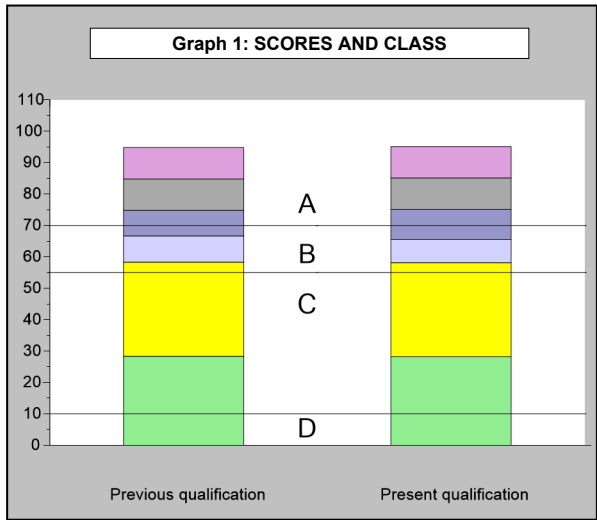 Graph 1: SCORES AND CLASS
110
100
90
80
70
60
50
40
30
20
10
0
A
B
C
D
Previous qualification
Present qualification